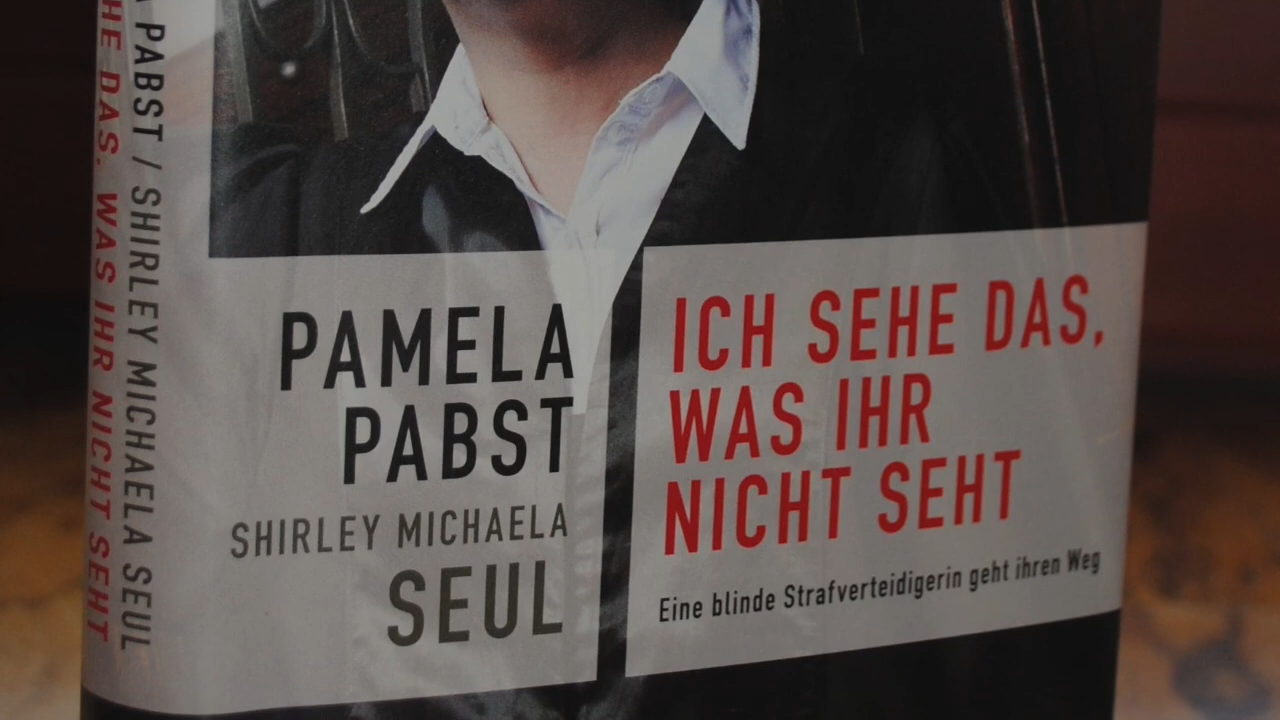 PABST / SHIRLEY MICHAELA SEUL
DAS. WAS IHR NICHT SEHT
PAMELA
PABST
SHIRLEY MICHAELA
SEUL
ICH SEHE DAS,
WAS IHR
NICHT SEHT
Eine blinde Strafverteidigerin geht ihren Weg